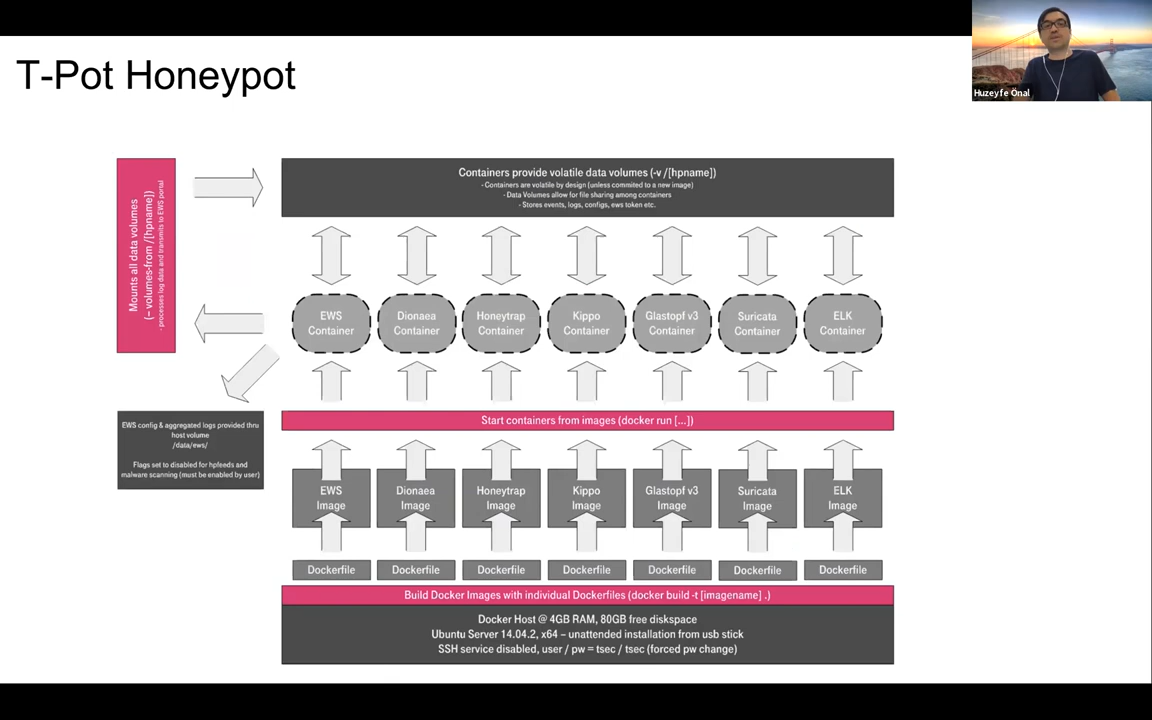 T-Pot Honeypot
Huzeyfe Önal
Mounts all data volumes
(– volumes-from /[hpname])
- processes log data and transmits to EWS portal
Containers provide volatile data volumes (-v /[hpname])
- Containers are volatile by design (unless commited to a new image)
- Data Volumes allow for file sharing among containers
- Stores events, logs, configs, ews token etc.
EWS
Container
Dionaea
Container
Honeytrap
Container
Kippo
Container
Glastopf v3
Container
Suricata
Container
ELK
Container
EWS config & aggregated logs provided thru
host volume
/data/ews/
Flags set to disabled for hpfeeds and
malware scanning (must be enabled by user)
Start containers from images (docker run [...])
EWS
Image
Dionaea
Image
Honeytrap
Image
Kippo
Image
Glastopf v3
Image
Suricata
Image
ELK
Image
Dockerfile
Dockerfile
Dockerfile
Dockerfile
Dockerfile
Dockerfile
Dockerfile
Build Docker Images with individual Dockerfiles (docker build -t [imagename] .)
Docker Host @ 4GB RAM, 80GB free diskspace
Ubuntu Server 14.04.2, x64 – unattended installation from usb stick
SSH service disabled, user / pw = tsec / tsec (forced pw change)